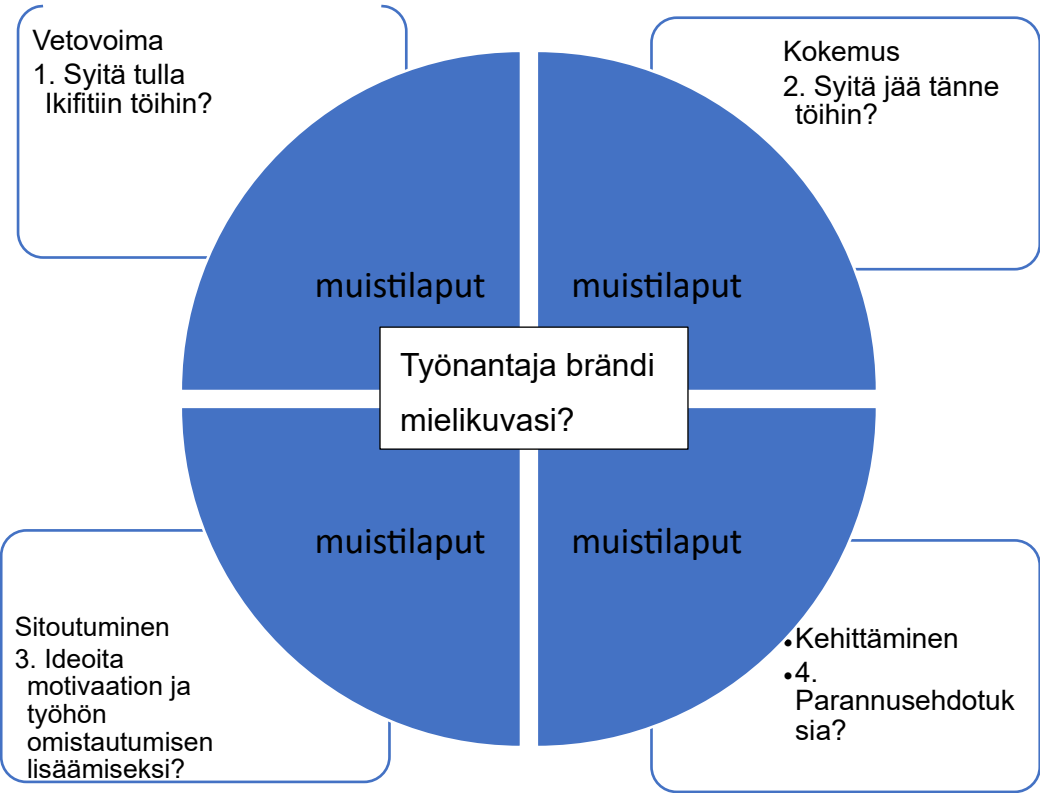 Vetovoima
1. Syitä tulla
Ikifitiin töihin?
Kokemus
2. Syitä jää tänne
töihin?
muistilaput
muistilaput
Työnantaja brändi
mielikuvasi?
muistilaput
muistilaput
Sitoutuminen
3. Ideoita
motivaation ja
työhön
omistautumisen
lisäämiseksi?
•Kehittäminen
•4.
Parannusehdotuk
sia?